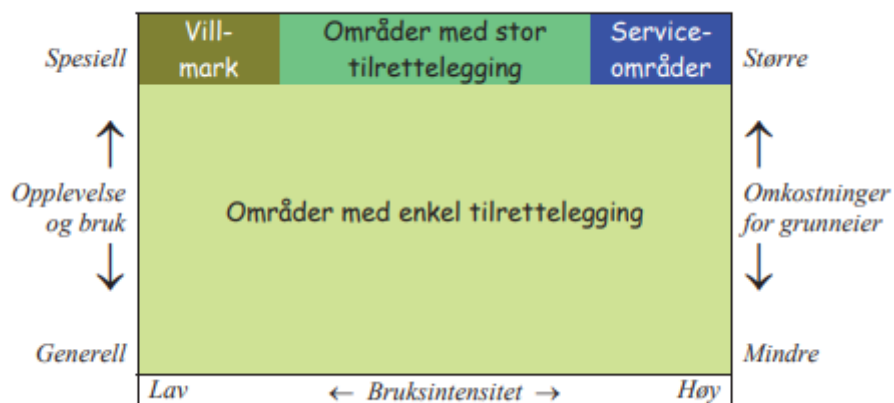 Vill-
mark
Områder med stor
tilrettelegging
Service-
områder
Spesiell
Større
↑
↑
Opplevelse
og bruk
Områder med enkel tilrettelegging
Omkostninger
for grunneier
↓
↓
Generell
Mindre
Lav ← Bruksintensitet → Høy